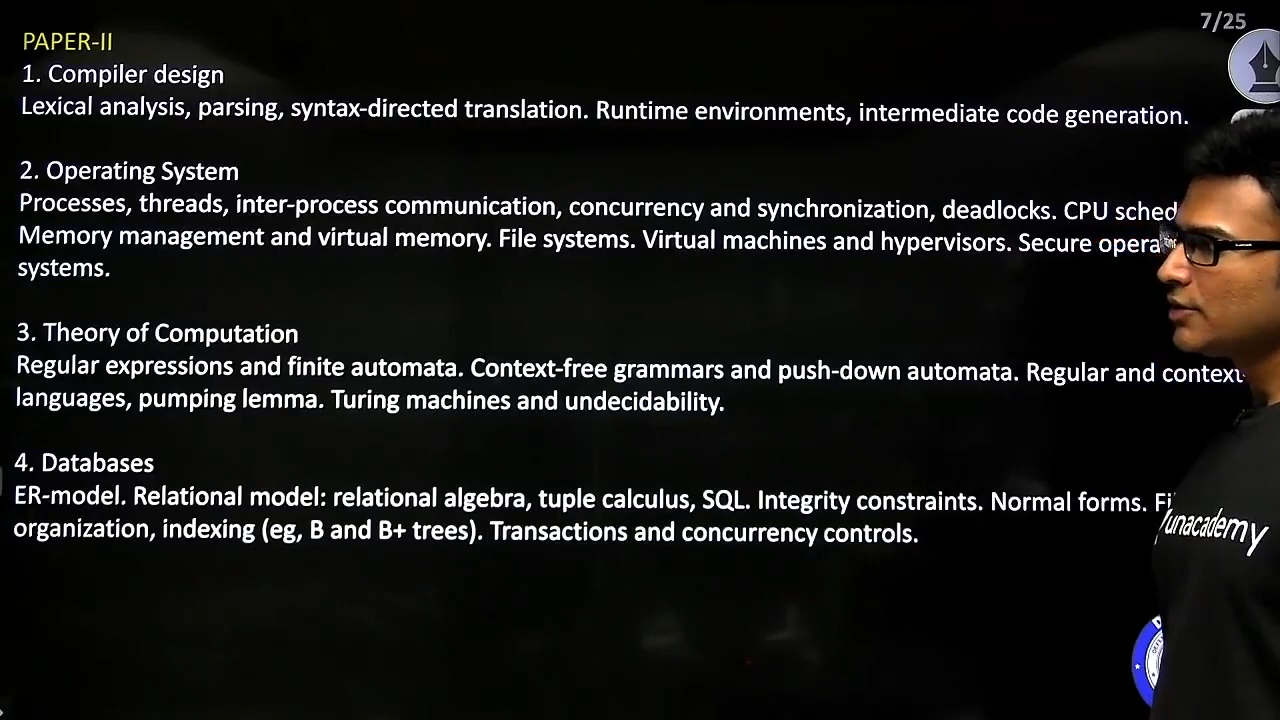 7/25
PAPER-II
1. Compiler design
Lexical analysis, parsing, syntax-directed translation. Runtime environments, intermediate code generation.
2. Operating System
Processes, threads, inter-process communication, concurrency and synchronization, deadlocks. CPU sched
Memory management and virtual memory. File systems. Virtual machines and hypervisors. Secure opera
systems.
3. Theory of Computation
Regular expressions and finite automata. Context-free grammars and push-down automata. Regular and context-
languages, pumping lemma. Turing machines and undecidability.
4. Databases
ER-model. Relational model: relational algebra, tuple calculus, SQL. Integrity constraints. Normal forms. Fi
organization, indexing (eg, B and B+ trees). Transactions and concurrency controls.
unacademy